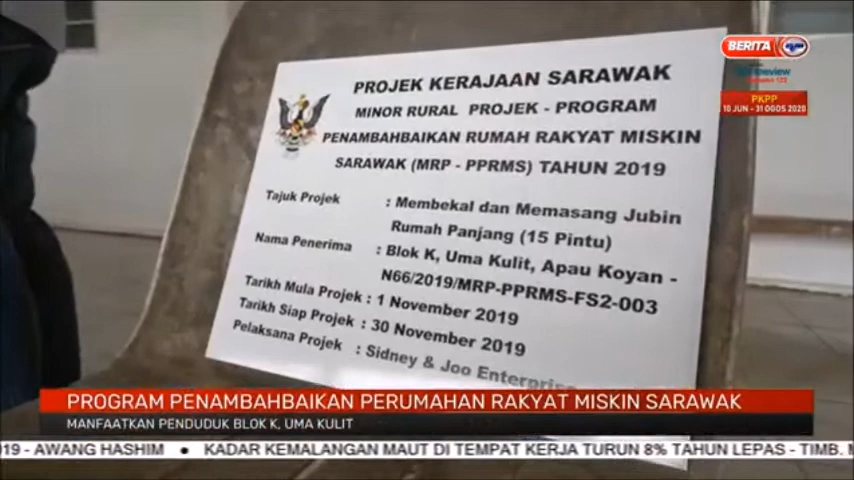 BERITA
PKPP
10 JUN - 31 OGOS 2020
PROJEK KERAJAAN SARAWAK
MINOR RURAL PROJEK - PROGRAM
PENAMBAHBAIKAN RUMAH RAKYAT MISKIN
SARAWAK (MRP - PPRMS) TAHUN 2019
Tajuk Projek : Membekal dan Memasang Jubin
Rumah Panjang (15 Pintu)
Nama Penerima : Blok K, Uma Kulit, Apau Koyan -
N66/2019/MRP-PPRMS-FS2-003
Tarikh Mula Projek : 1 November 2019
Tarikh Siap Projek : 30 November 2019
Pelaksana Projek : Sidney & Joo Enterprise
PROGRAM PENAMBAHBAIKAN PERUMAHAN RAKYAT MISKIN SARAWAK
MANFAATKAN PENDUDUK BLOK K, UMA KULIT
19 - AWANG HASHIM • KADAR KEMALANGAN MAUT DI TEMPAT KERJA TURUN 8% TAHUN LEPAS - TIMB. M